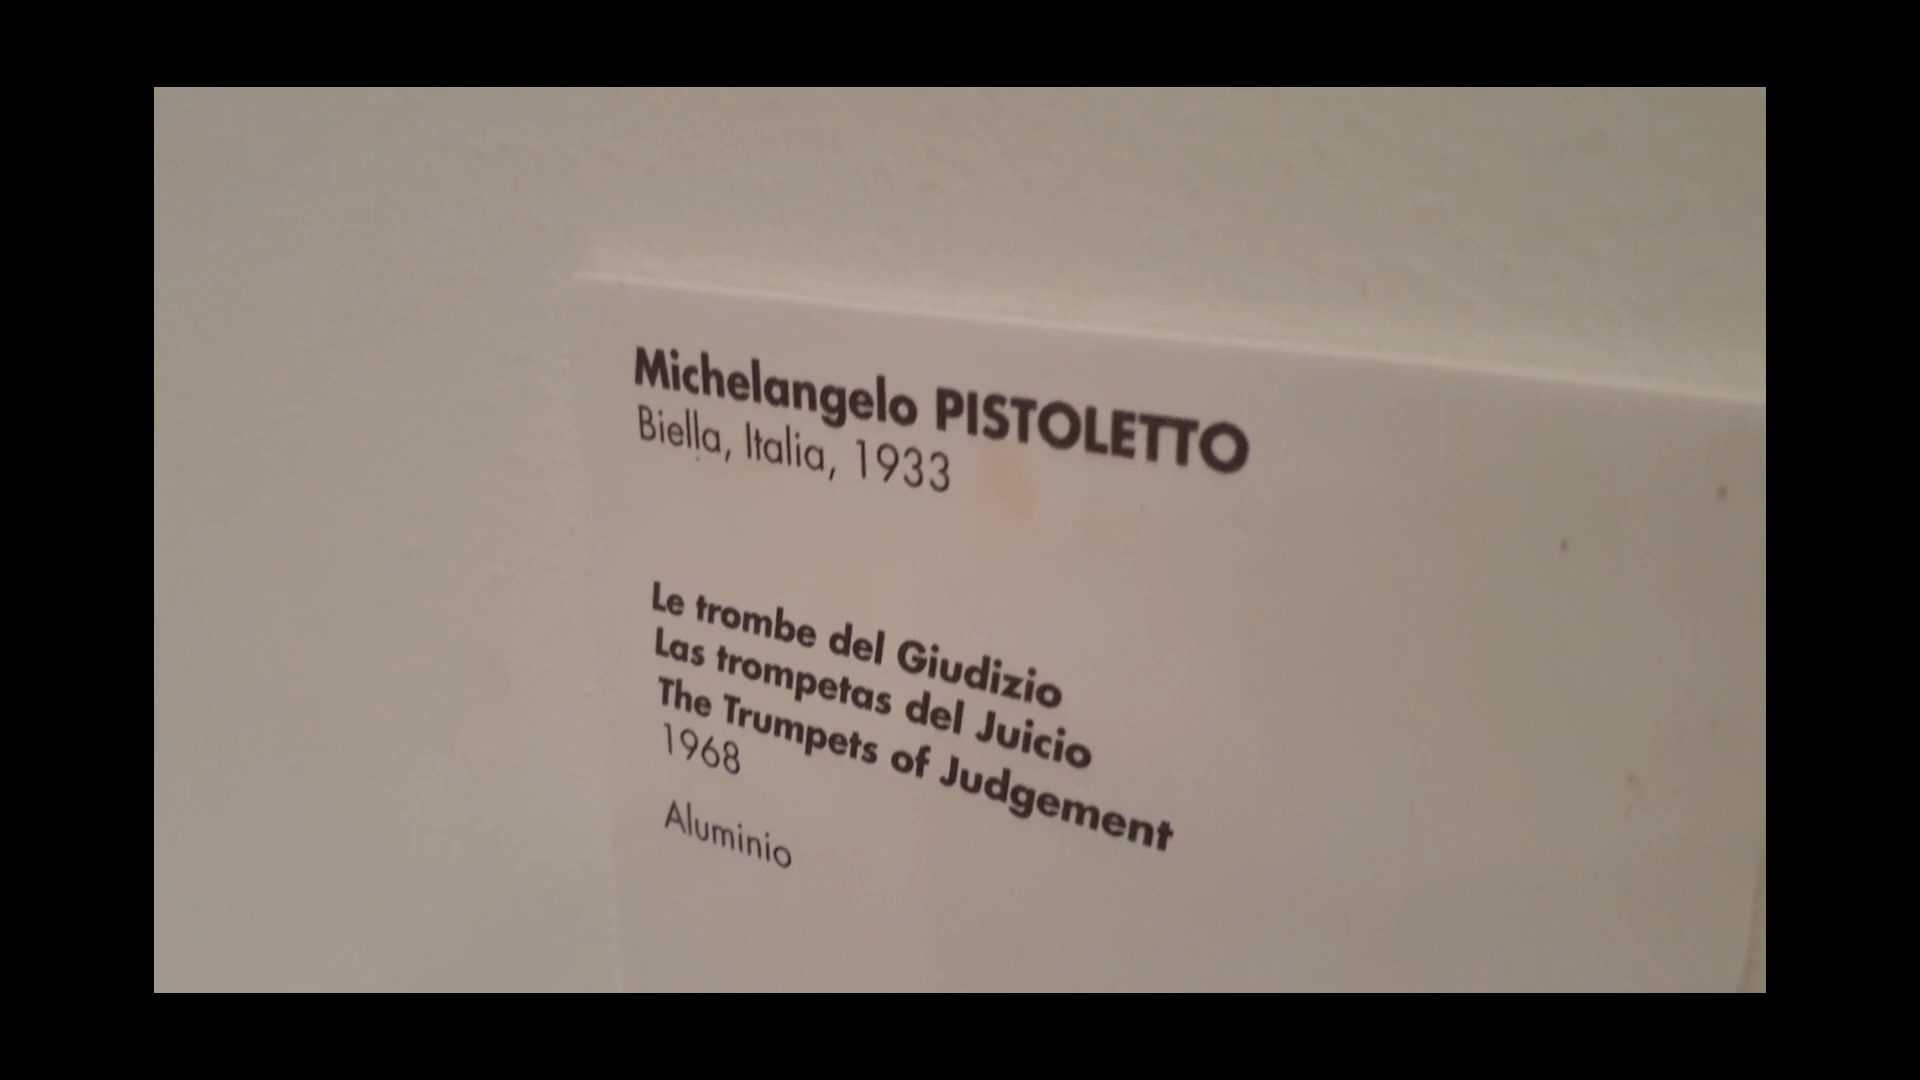 Michelangelo PISTOLETTO
Biella, Italia, 1933
Le trombe del Giudizio
Las trompetas del Juicio
The Trumpets of Judgement
1968
Aluminio